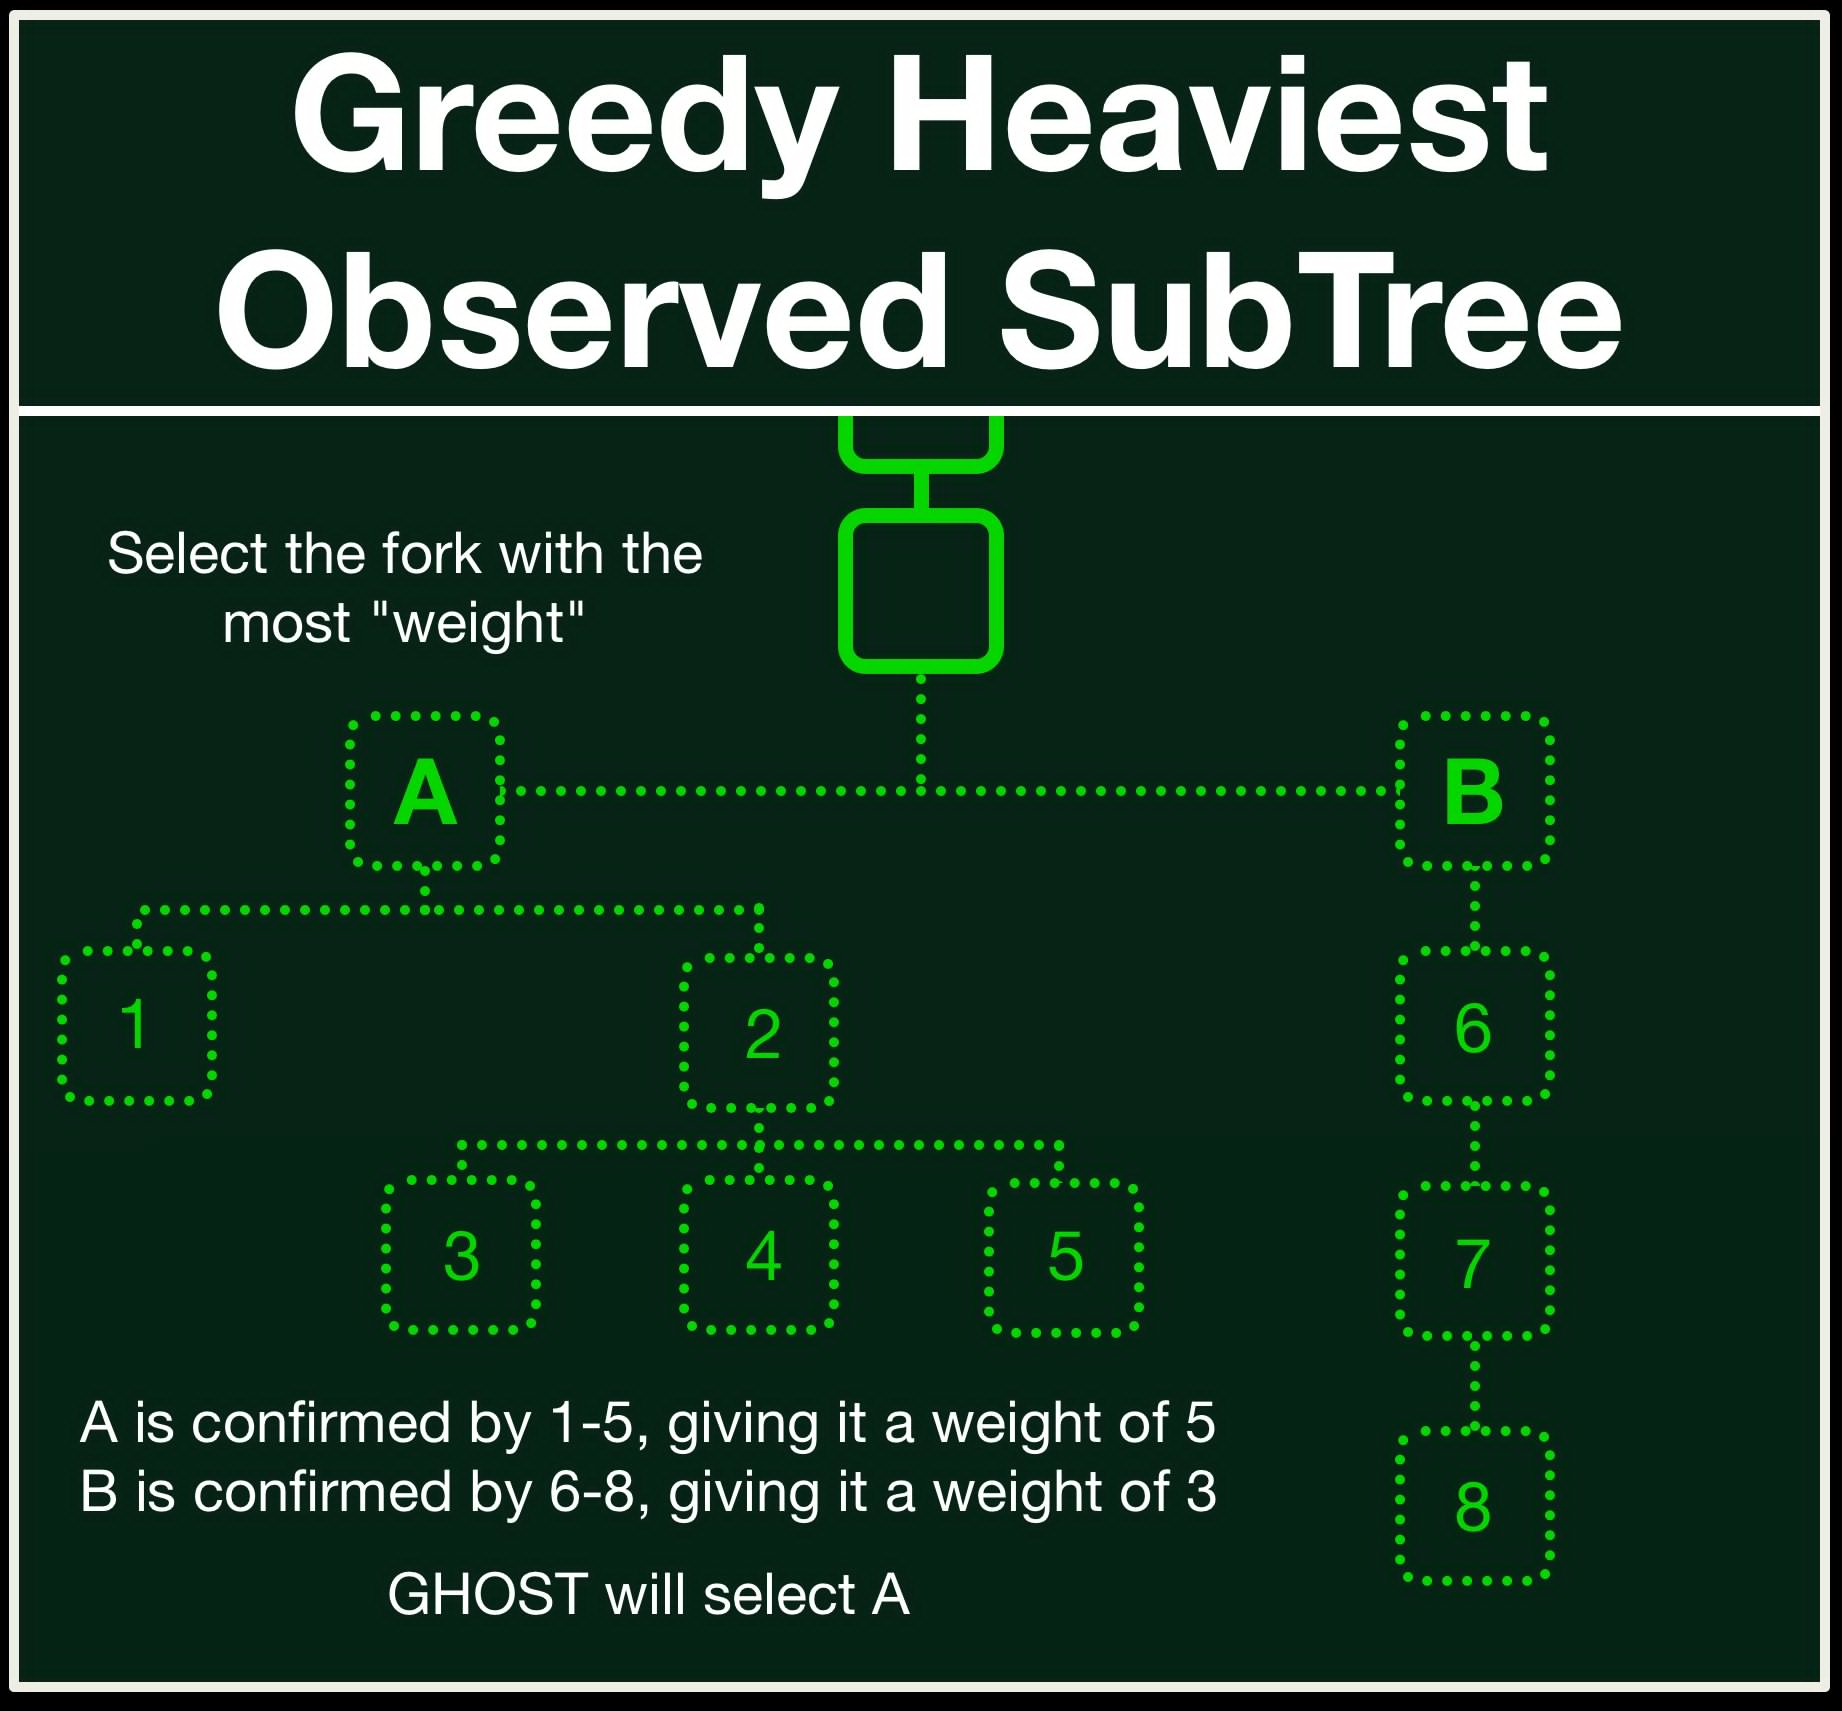 Greedy Heaviest
Observed SubTree
Select the fork with the
most "weight"
A
B
1
2
6
3
4
5
7
8
A is confirmed by 1-5, giving it a weight of 5
B is confirmed by 6-8, giving it a weight of 3
GHOST will select A